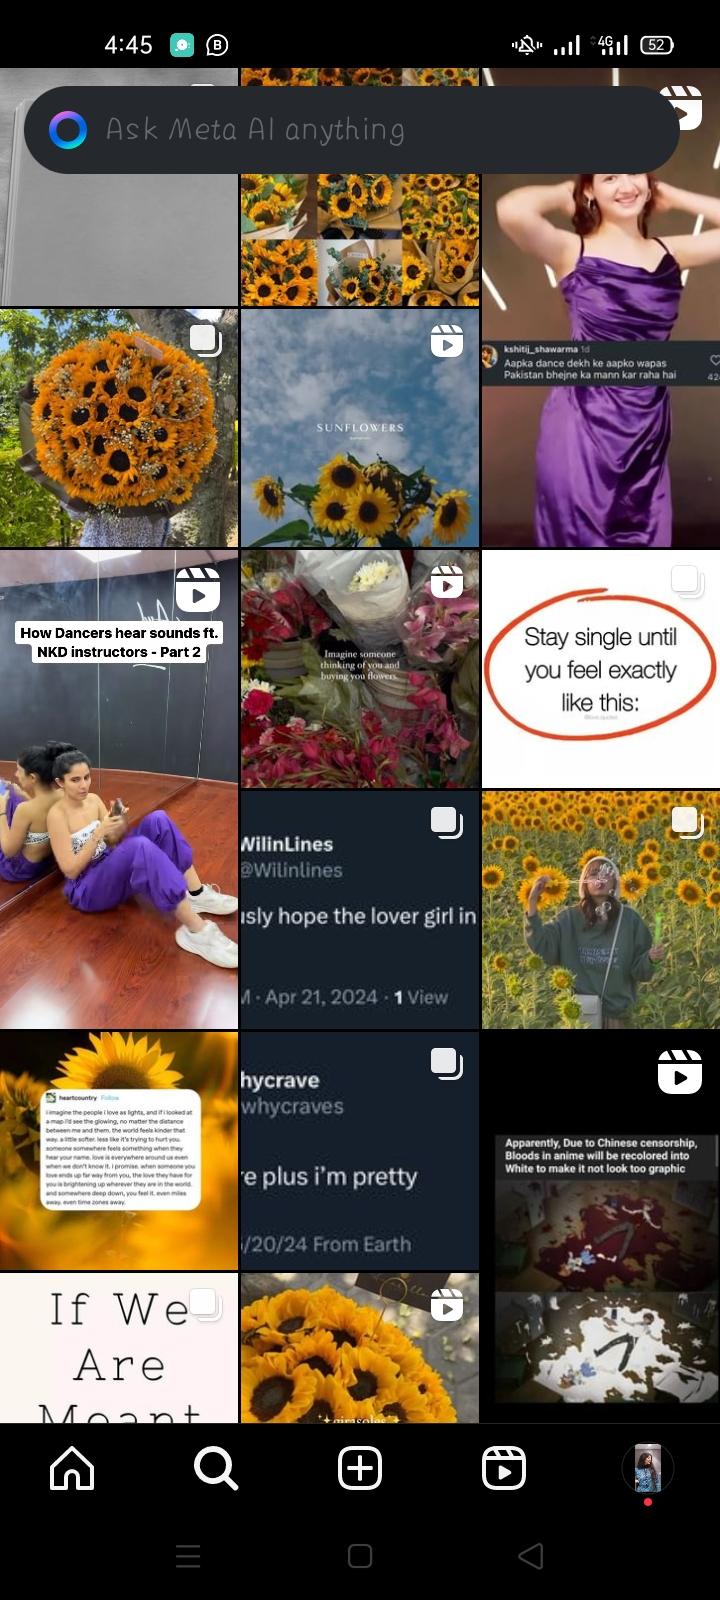 4:45
4G
52
Ask Meta AI anything
kshitij_shawarma 1d
Aapka dance dekh ke aapko wapas
Pakistan bhejne ka mann kar raha hai
42
SUNFLOWERS
How Dancers hear sounds ft.
NKD instructors - Part 2
Imagine someone
thinking of you and
buying you flowers.
Stay single until
you feel exactly
like this:
@love.quotes
WilinLines
@Wilinlines
usly hope the lover girl in
M · Apr 21, 2024 · 1 View
heartcountry Follow
i imagine the people i love as lights, and if i looked at
a map i'd see the glowing, no matter the distance
between me and them. the world feels kinder that
way. a little softer. less like it's trying to hurt you.
someone somewhere feels something when they
hear your name. love is everywhere around us even
when we don't know it. i promise. when someone you
love ends up far away from you, the love they have for
you is brightening up wherever they are in the world.
and somewhere deep down, you feel it. even miles
away. even time zones away.
hycrave
whycraves
e plus i'm pretty
/20/24 From Earth
Apparently, Due to Chinese censorship,
Bloods in anime will be recolored into
White to make it not look too graphic
If We
Are
Meant
girasoles